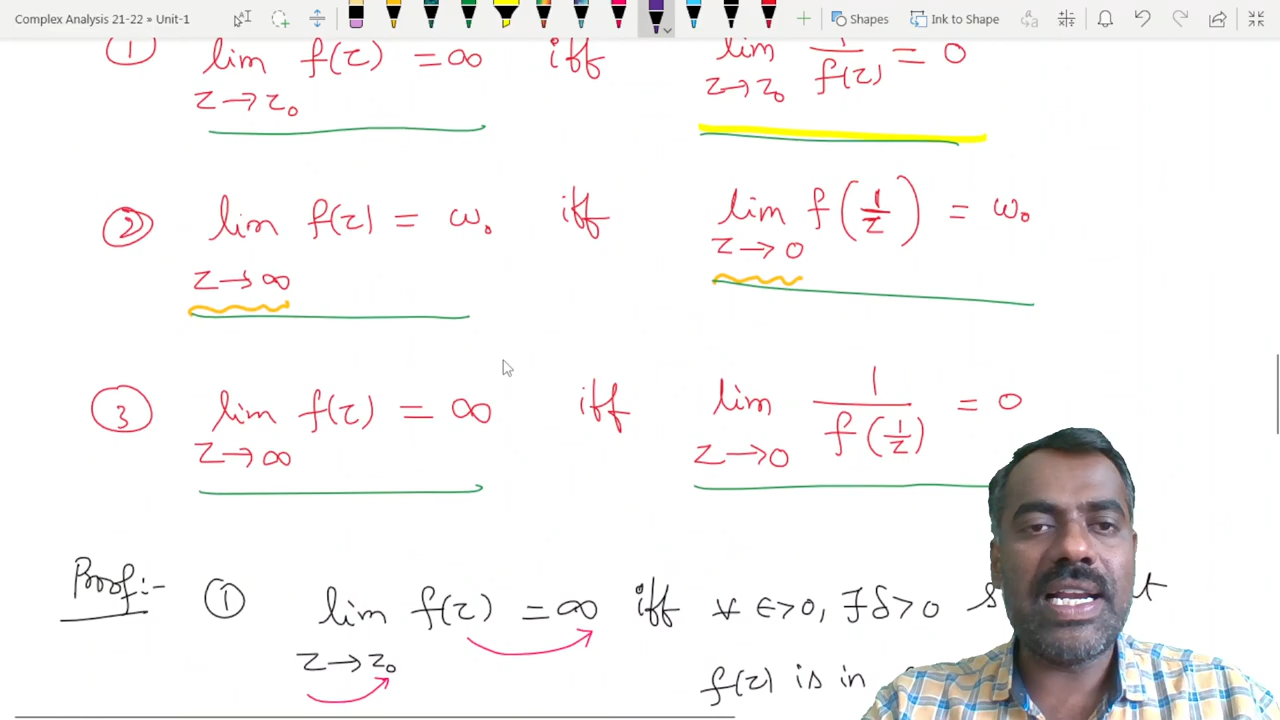 Complex Analysis 21-22 » Unit-1
Shapes
Ink to Shape
① lim f(z) = ∞ iff lim 1/f(z) = 0
z→z₀ z→z₀
② lim f(z) = ω₀ iff lim f(1/z) = ω₀
z→∞ z→0
③ lim f(z) = ∞ iff lim 1/f(1/z) = 0
z→∞ z→0
Proof:- ① lim f(z) = ∞ iff ∀ ε>0, ∃ δ>0
z→z₀
f(z) is in